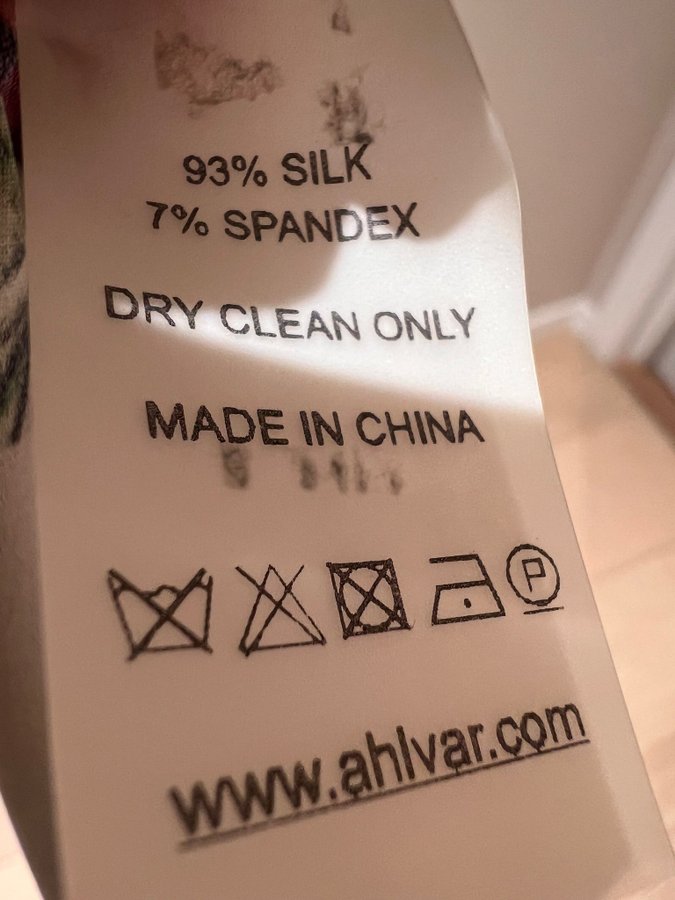 93% SILK
7% SPANDEX
DRY CLEAN ONLY
MADE IN CHINA
P
www.ahlvar.com